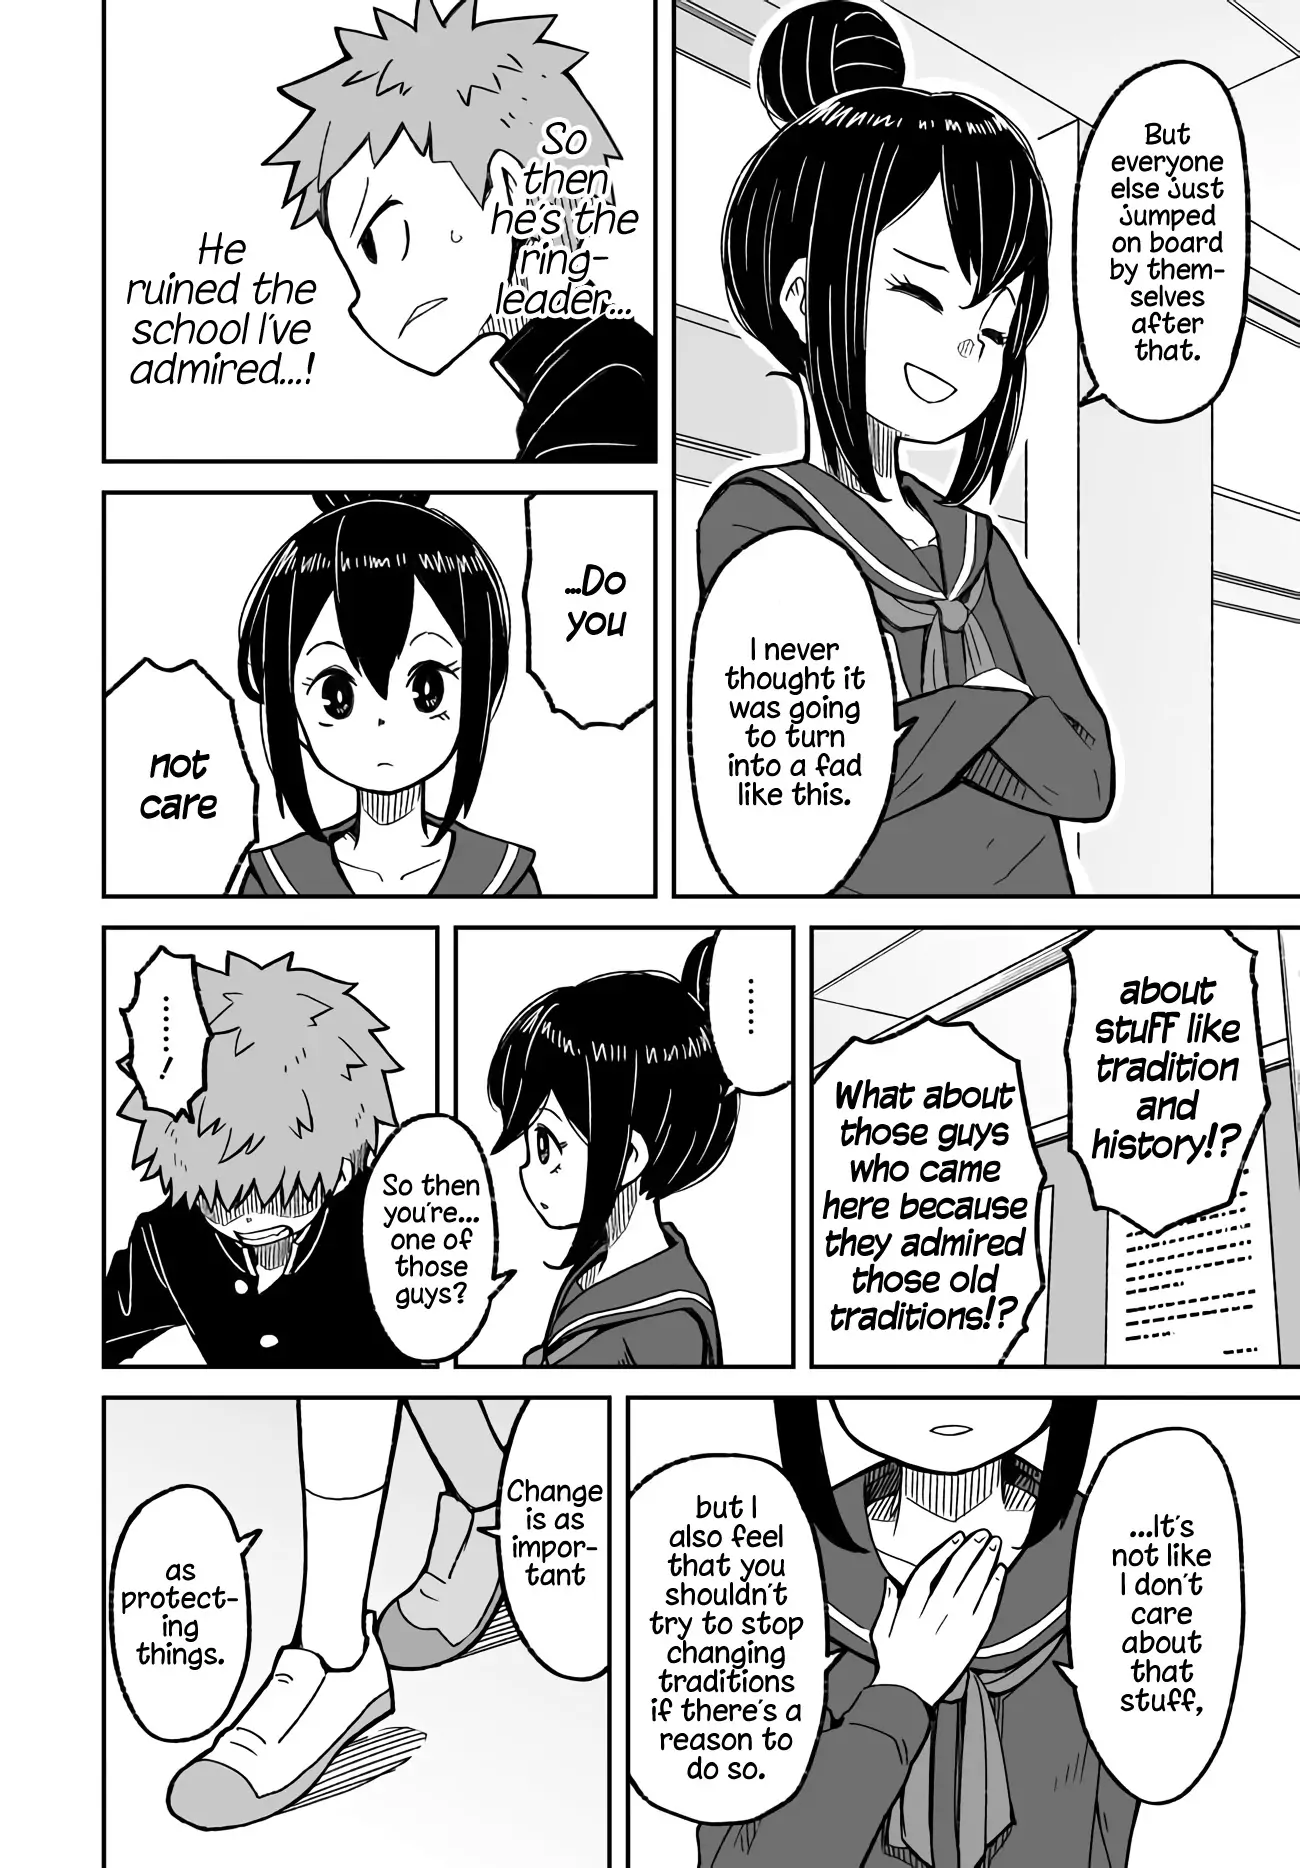 But
everyone
else just
jumped
on board
by them-
selves
after
that.
I never
thought it
was going
to turn
into a fad
like this.
So
then
he's the
ring-
leader...
He
ruined the
school I've
admired...!
...Do
you
not
care
about
stuff like
tradition
and
history!?
What about
those guys
who came
here because
they admired
those old
traditions!?
......
So then
you're...
one of
those
guys?
......!
...It's
not like
I don't
care
about
that
stuff,
but I
also feel
that you
shouldn't
try to stop
changing
traditions
if there's a
reason to
do so.
Change
is as
impor-
tant
as
protect-
ing
things.